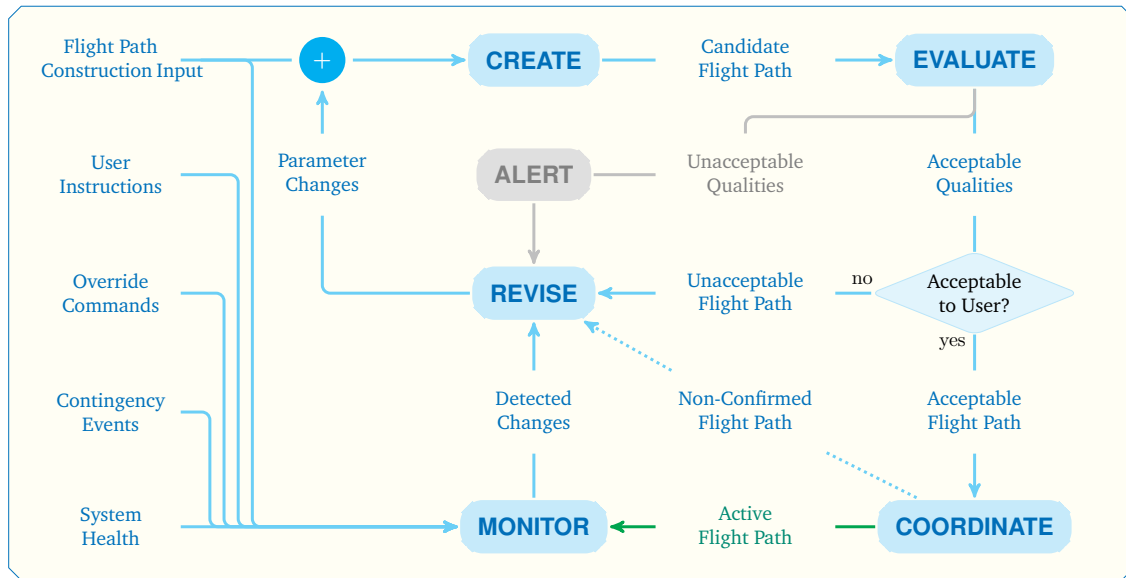 Flight Path
Construction Input
+
CREATE
Candidate
Flight Path
EVALUATE
User
Instructions
Parameter
Changes
ALERT
Unacceptable
Qualities
Acceptable
Qualities
Override
Commands
REVISE
Unacceptable
Flight Path
no
Acceptable
to User?
yes
Contingency
Events
Detected
Changes
Non-Confirmed
Flight Path
Acceptable
Flight Path
System
Health
MONITOR
Active
Flight Path
COORDINATE